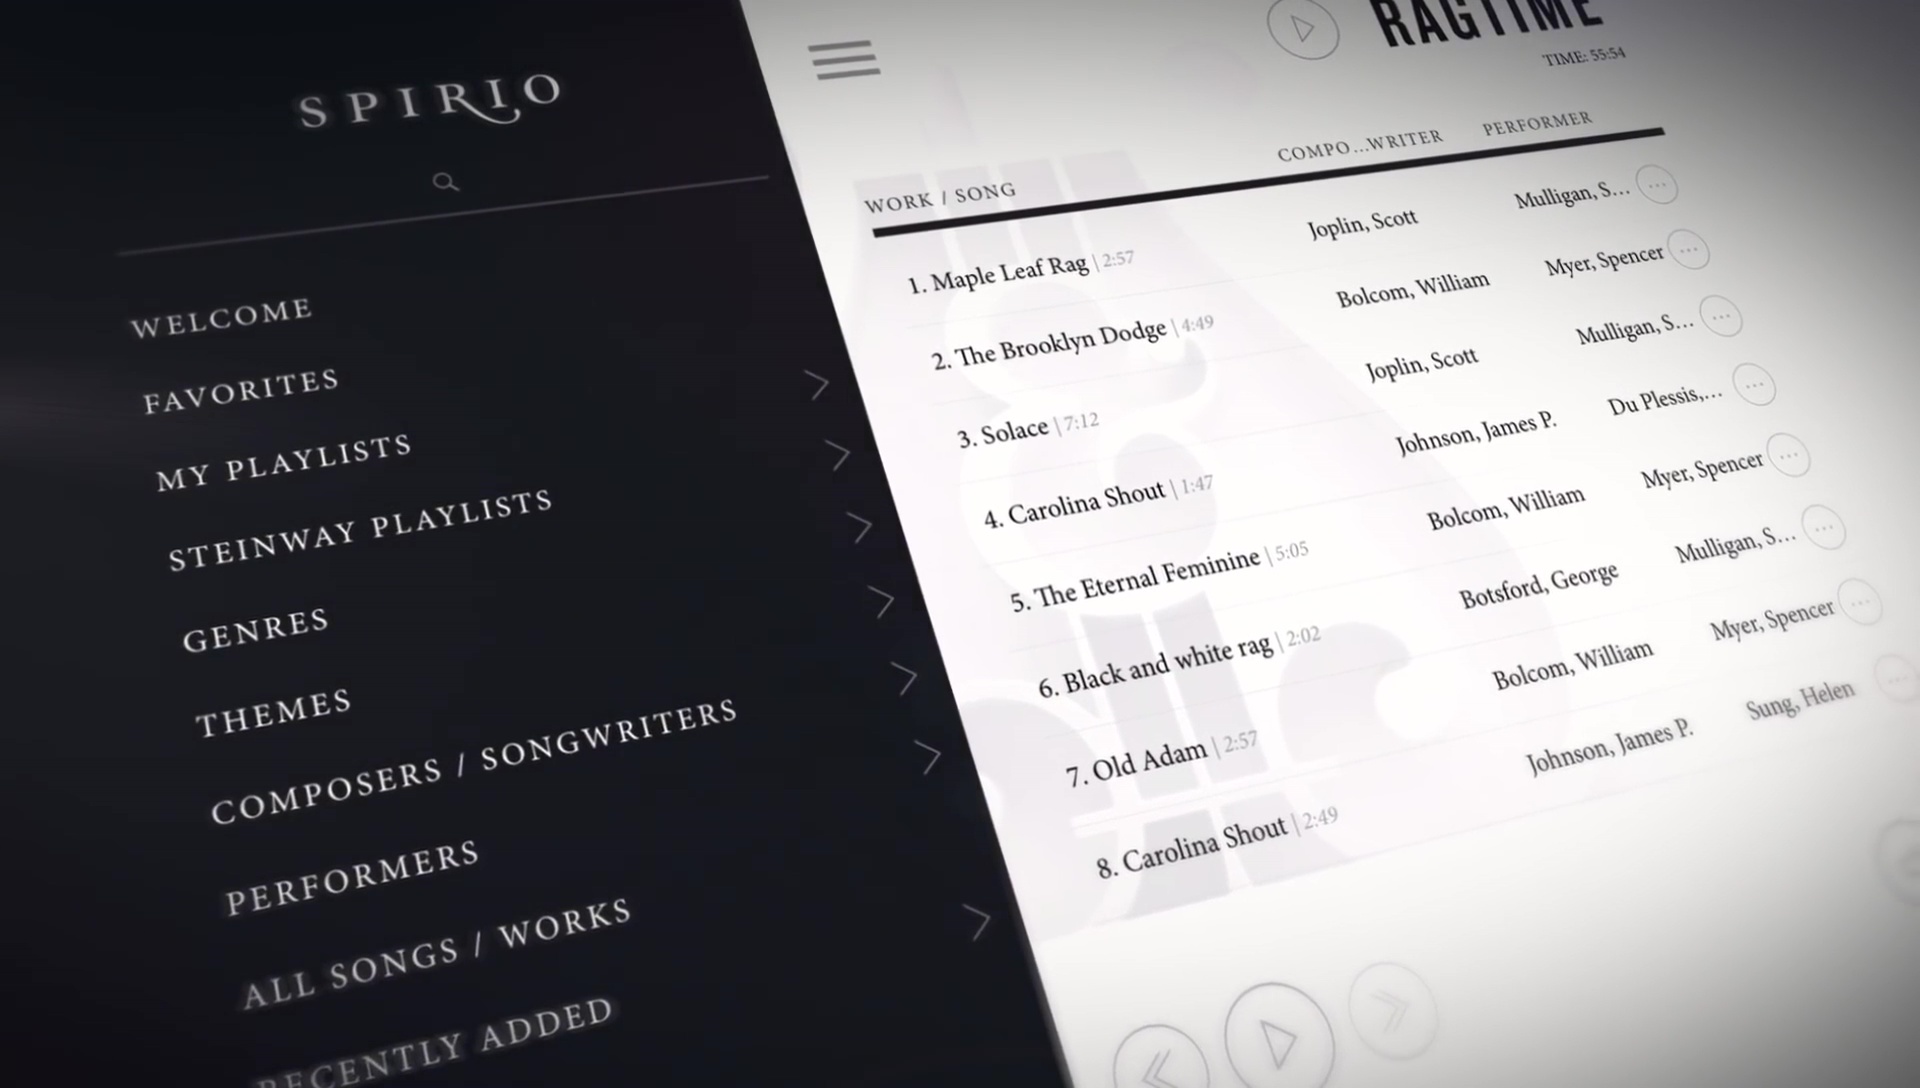 SPIRIO
WELCOME
FAVORITES
MY PLAYLISTS
STEINWAY PLAYLISTS
GENRES
THEMES
COMPOSERS / SONGWRITERS
PERFORMERS
ALL SONGS / WORKS
RECENTLY ADDED
RAGTIME
TIME: 55:54
WORK / SONG COMPO...WRITER PERFORMER
1. Maple Leaf Rag | 2:57 Joplin, Scott Mulligan, S...
2. The Brooklyn Dodge | 4:49 Bolcom, William Myer, Spencer
3. Solace | 7:12 Joplin, Scott Mulligan, S...
4. Carolina Shout | 1:47 Johnson, James P. Du Plessis,...
5. The Eternal Feminine | 5:05 Bolcom, William Myer, Spencer
6. Black and white rag | 2:02 Botsford, George Mulligan, S...
7. Old Adam | 2:57 Bolcom, William Myer, Spencer
8. Carolina Shout | 2:49 Johnson, James P. Sung, Helen